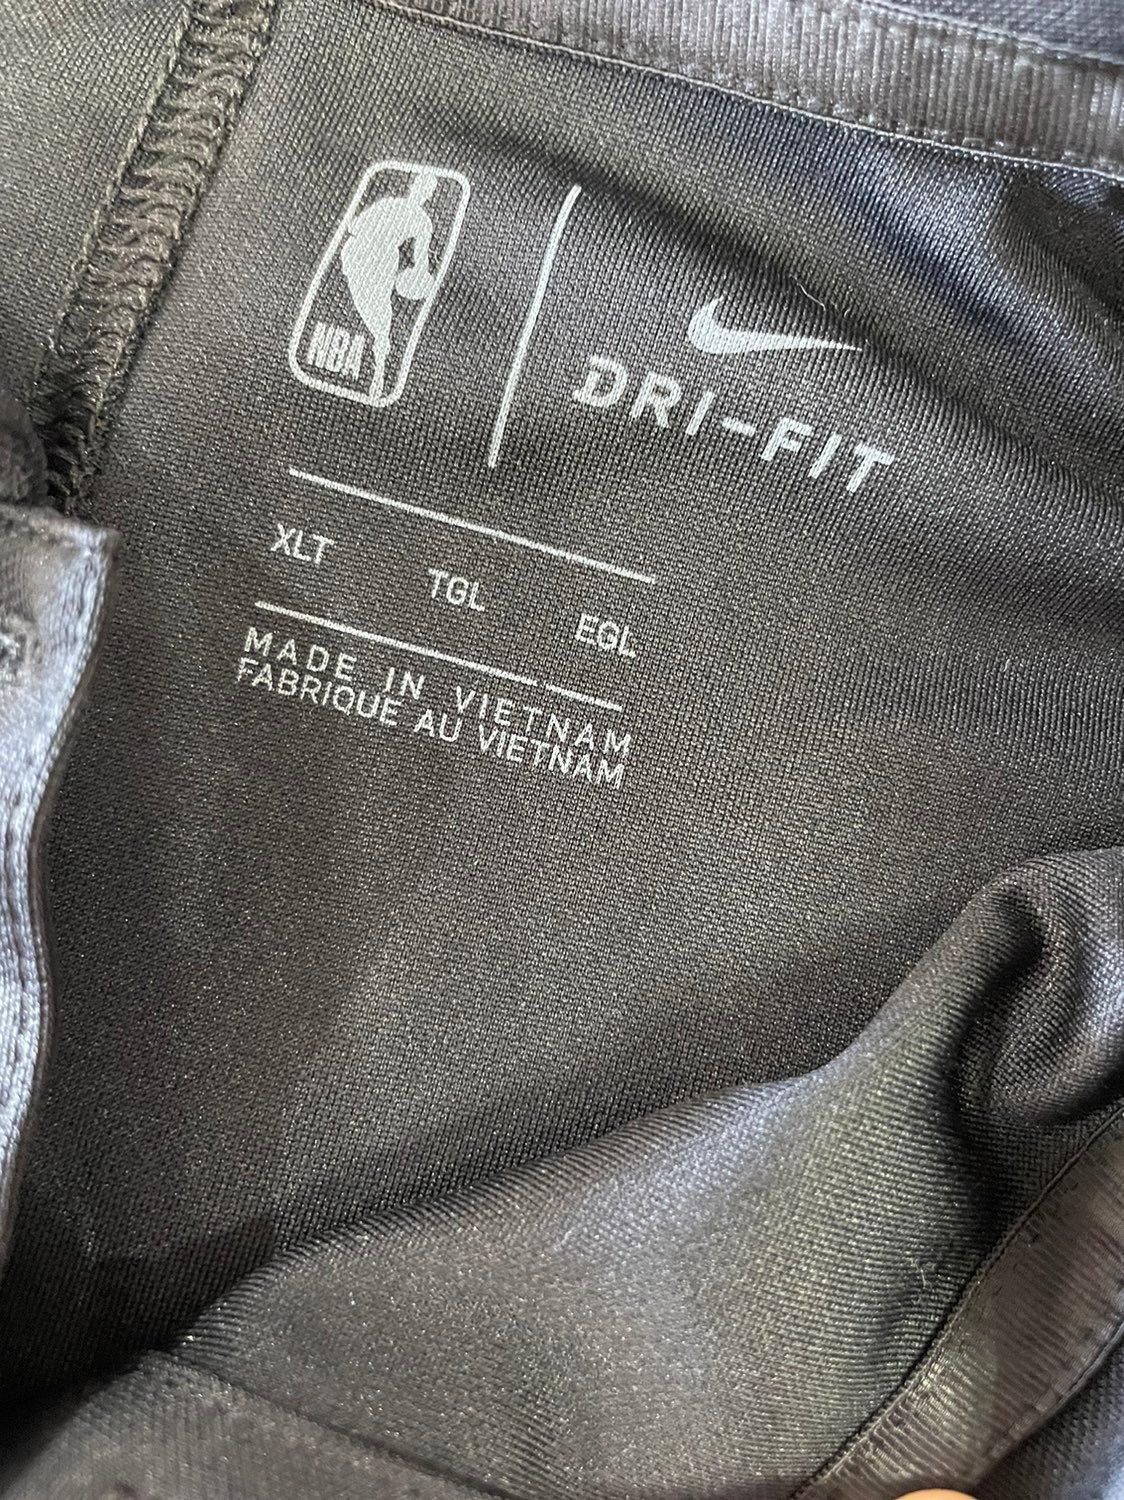 NBA
DRI-FIT
XLT TGL EGL
MADE IN VIETNAM
FABRIQUE AU VIETNAM